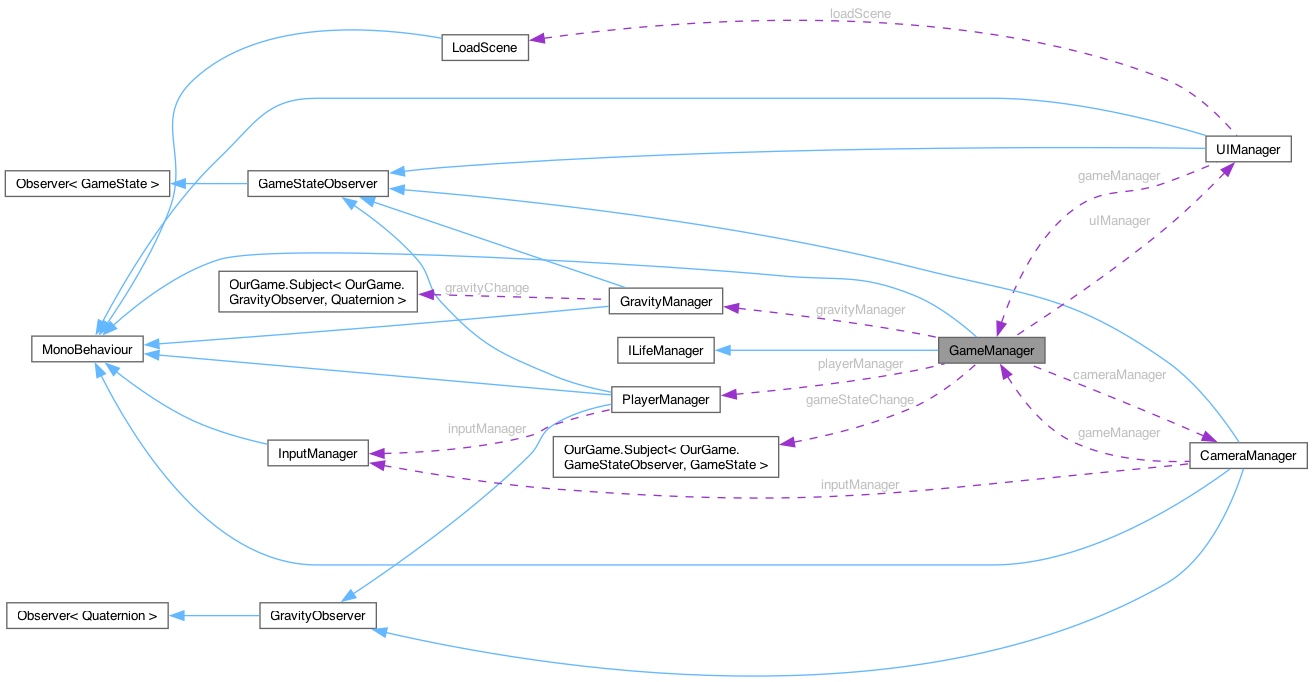 loadScene
LoadScene
UIManager
Observer< GameState >
GameStateObserver
gameManager
uIManager
OurGame.Subject< OurGame.
GravityObserver, Quaternion >
gravityChange
GravityManager
gravityManager
MonoBehaviour
ILifeManager
GameManager
playerManager
cameraManager
PlayerManager
gameStateChange
inputManager
gameManager
InputManager
OurGame.Subject< OurGame.
GameStateObserver, GameState >
CameraManager
inputManager
Observer< Quaternion >
GravityObserver